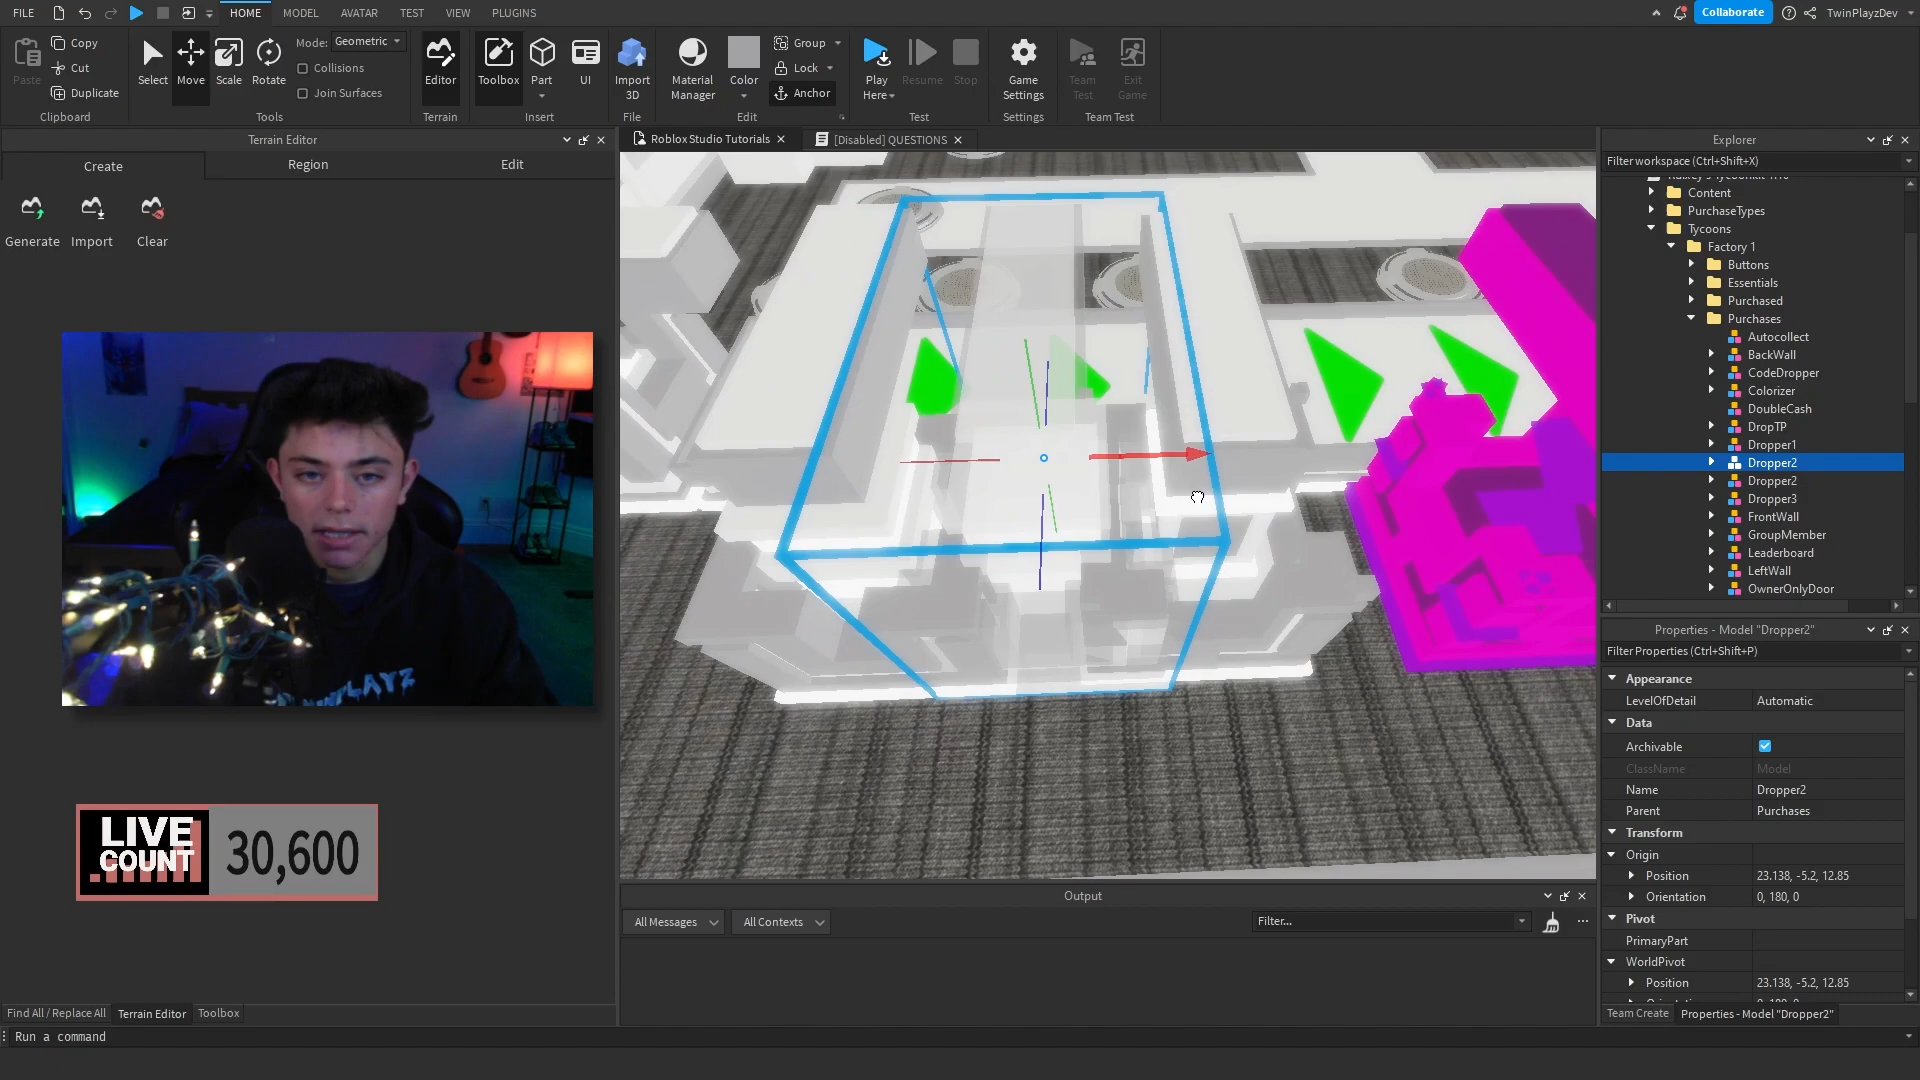 FILE
HOME
MODEL
AVATAR
TEST
VIEW
PLUGINS
Collaborate
TwinPlayzDev
Paste
Copy
Cut
Duplicate
Clipboard
Select
Move
Scale
Rotate
Mode:
Geometric
Collisions
Join Surfaces
Tools
Editor
Terrain
Toolbox
Part
UI
Insert
Import
3D
File
Material
Manager
Color
Group
Lock
Anchor
Edit
Play
Here
Resume
Stop
Test
Game
Settings
Settings
Team
Test
Exit
Game
Team Test
Terrain Editor
Create
Region
Edit
Generate
Import
Clear
LIVE
COUNT
30,600
Find All / Replace All
Terrain Editor
Toolbox
Run a command
Roblox Studio Tutorials
[Disabled] QUESTIONS
Output
All Messages
All Contexts
Filter...
Explorer
Filter workspace (Ctrl+Shift+X)
Content
PurchaseTypes
Tycoons
Factory 1
Buttons
Essentials
Purchased
Purchases
Autocollect
BackWall
CodeDropper
Colorizer
DoubleCash
DropTP
Dropper1
Dropper2
Dropper2
Dropper3
FrontWall
GroupMember
Leaderboard
LeftWall
OwnerOnlyDoor
Properties - Model "Dropper2"
Filter Properties (Ctrl+Shift+P)
Appearance
LevelOfDetail Automatic
Data
Archivable
ClassName Model
Name Dropper2
Parent Purchases
Transform
Origin
Position 23.138, -5.2, 12.85
Orientation 0, 180, 0
Pivot
PrimaryPart
WorldPivot
Position 23.138, -5.2, 12.85
Team Create
Properties - Model "Dropper2"